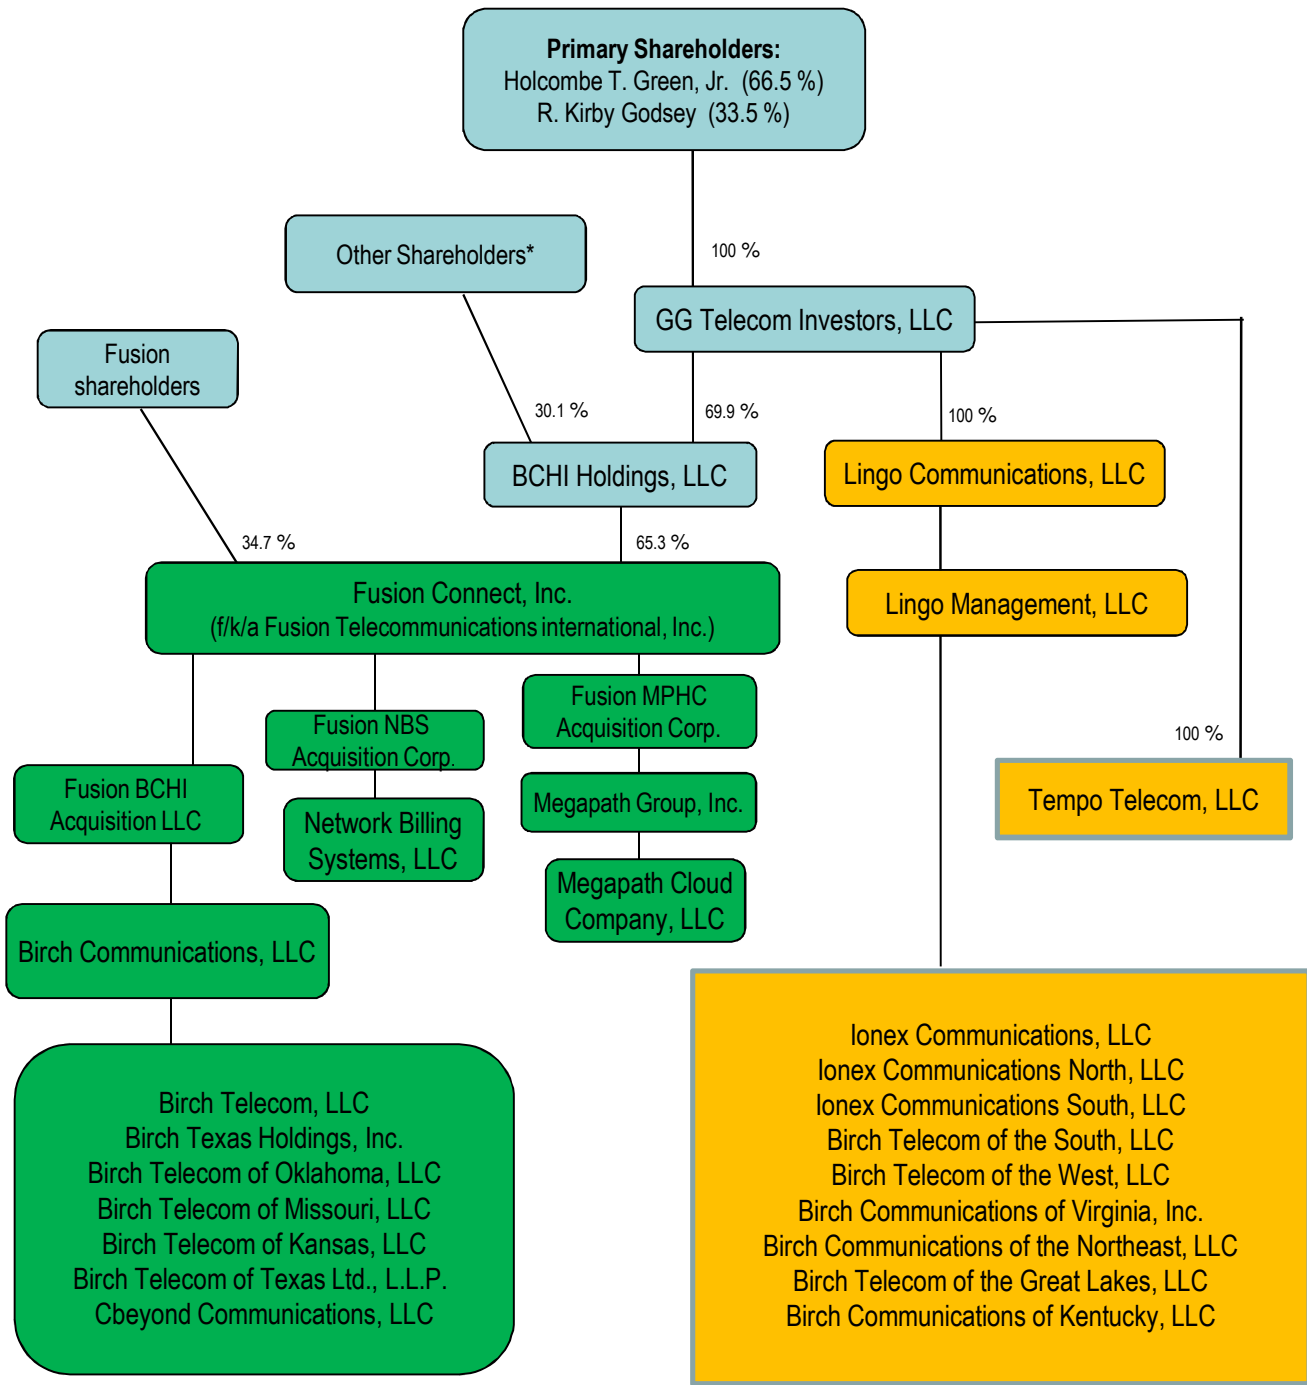 Primary Shareholders:
Holcombe T. Green, Jr. (66.5 %)
R. Kirby Godsey (33.5 %)
Other Shareholders*
100 %
GG Telecom Investors, LLC
Fusion
shareholders
30.1 %
69.9 %
100 %
BCHI Holdings, LLC
Lingo Communications, LLC
34.7 %
65.3 %
Fusion Connect, Inc.
(f/k/a Fusion Telecommunications international, Inc.)
Lingo Management, LLC
Fusion MPHC
Acquisition Corp.
Fusion NBS
Acquisition Corp.
100 %
Fusion BCHI
Acquisition LLC
Megapath Group, Inc.
Tempo Telecom, LLC
Network Billing
Systems, LLC
Megapath Cloud
Company, LLC
Birch Communications, LLC
Ionex Communications, LLC
Ionex Communications North, LLC
Ionex Communications South, LLC
Birch Telecom of the South, LLC
Birch Telecom of the West, LLC
Birch Communications of Virginia, Inc.
Birch Communications of the Northeast, LLC
Birch Telecom of the Great Lakes, LLC
Birch Communications of Kentucky, LLC
Birch Telecom, LLC
Birch Texas Holdings, Inc.
Birch Telecom of Oklahoma, LLC
Birch Telecom of Missouri, LLC
Birch Telecom of Kansas, LLC
Birch Telecom of Texas Ltd., L.L.P.
Cbeyond Communications, LLC